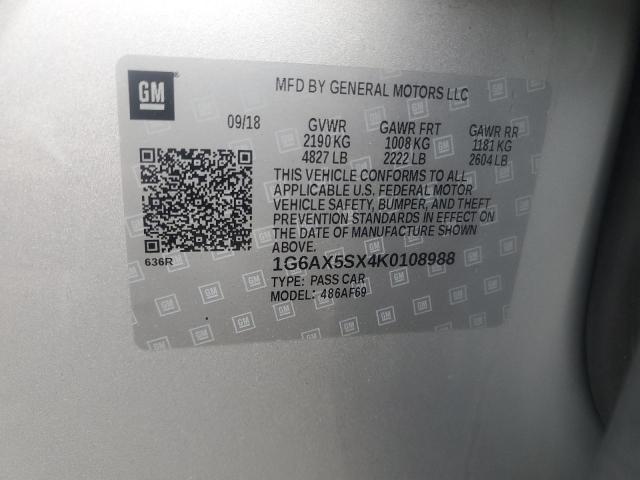 GM
MFD BY GENERAL MOTORS LLC
09/18 GVWR GAWR FRT GAWR RR
2190 KG 1008 KG 1181 KG
4827 LB 2222 LB 2604 LB
THIS VEHICLE CONFORMS TO ALL
APPLICABLE U.S. FEDERAL MOTOR
VEHICLE SAFETY, BUMPER, AND THEFT
PREVENTION STANDARDS IN EFFECT ON
THE DATE OF MANUFACTURE SHOWN
ABOVE.
636R
1G6AX5SX4K0108988
TYPE: PASS CAR
MODEL: 486AF69